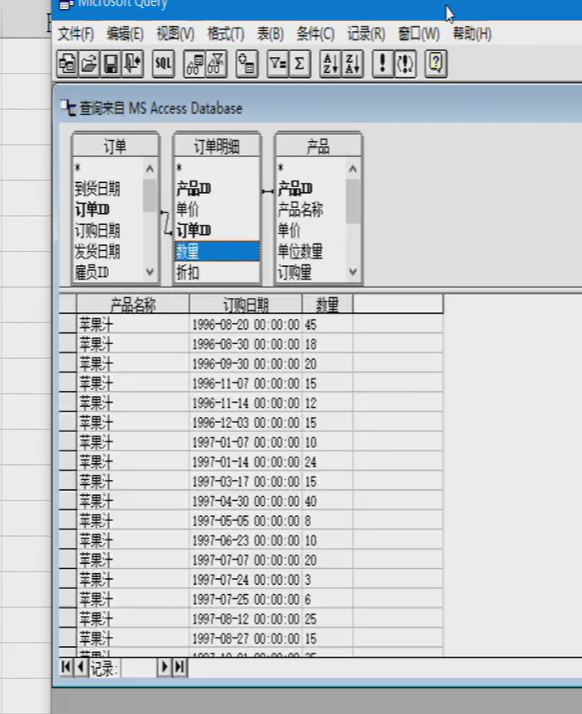 Microsoft Query
文件(F) 编辑(E) 视图(V) 格式(T) 表(B) 条件(C) 记录(R) 窗口(W) 帮助(H)
SQL
查询来自 MS Access Database
订单 订单明细 产品
* * *
到货日期 产品ID 产品ID
订单ID 单价 产品名称
订购日期 订单ID 单价
发货日期 数量 单位数量
雇员ID 折扣 订购量
产品名称 订购日期 数量
苹果汁 1996-08-20 00:00:00 45
苹果汁 1996-08-30 00:00:00 18
苹果汁 1996-09-30 00:00:00 20
苹果汁 1996-11-07 00:00:00 15
苹果汁 1996-11-14 00:00:00 12
苹果汁 1996-12-03 00:00:00 15
苹果汁 1997-01-07 00:00:00 10
苹果汁 1997-01-14 00:00:00 24
苹果汁 1997-03-17 00:00:00 15
苹果汁 1997-04-30 00:00:00 40
苹果汁 1997-05-05 00:00:00 8
苹果汁 1997-06-23 00:00:00 10
苹果汁 1997-07-07 00:00:00 20
苹果汁 1997-07-24 00:00:00 3
苹果汁 1997-07-25 00:00:00 6
苹果汁 1997-08-12 00:00:00 25
苹果汁 1997-08-27 00:00:00 15
记录: